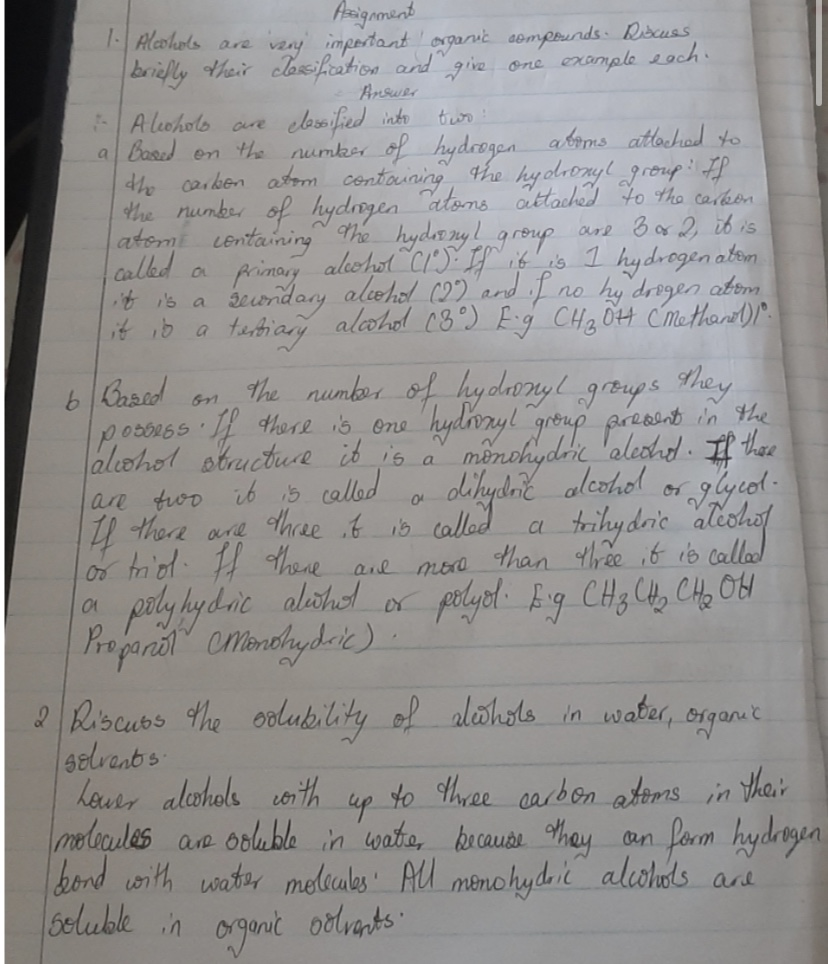 Assignment
1. Alcohols are very important organic compounds. Discuss
briefly their classification and give one example each.
Answer
:- Alcohols are classified into two:
a Based on the number of hydrogen atoms attached to
the carbon atom containing the hydroxyl group: If
the number of hydrogen atoms attached to the carbon
atom containing the hydroxyl group are 3 or 2, it is
called a primary alcohol (1°). If it is 1 hydrogen atom
it is a secondary alcohol (2°) and if no hydrogen atom
it is a tertiary alcohol (3°) E.g CH3OH (Methanol)1°.
b Based on the number of hydroxyl groups they
possess. If there is one hydroxyl group present in the
alcohol structure it is a monohydric alcohol. If there
are two it is called a dihydric alcohol or glycol.
If there are three it is called a trihydric alcohol
or triol. If there are more than three it is called
a polyhydric alcohol or polyol. E.g CH3CH2CH2OH
Propanol (Monohydric).
2 Discuss the solubility of alcohols in water, organic
solvents.
Lower alcohols with up to three carbon atoms in their
molecules are soluble in water because they can form hydrogen
bond with water molecules. All monohydric alcohols are
soluble in organic solvents.